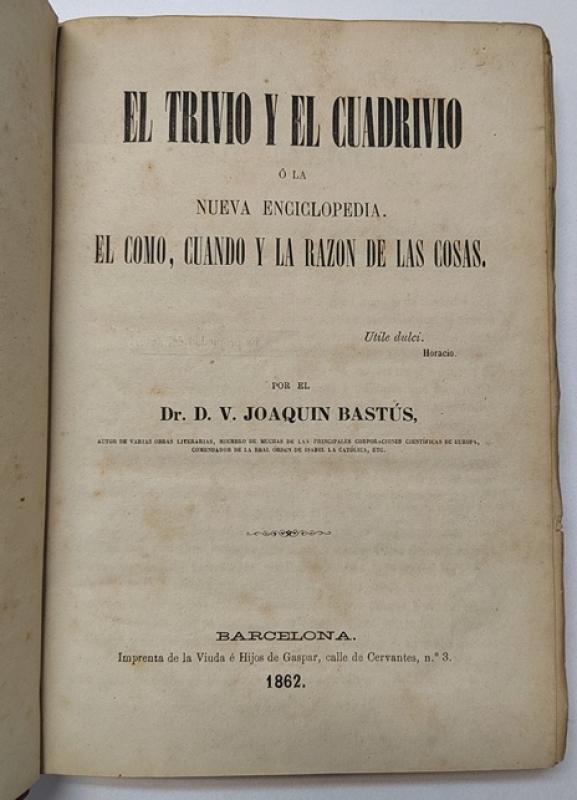 EL TRIVIO Y EL CUADRIVIO
Ó LA
NUEVA ENCICLOPEDIA.
EL COMO, CUANDO Y LA RAZON DE LAS COSAS.
Utile dulci.
Horacio.
POR EL
Dr. D. V. JOAQUIN BASTÚS,
AUTOR DE VARIAS OBRAS LITERARIAS, MIEMBRO DE MUCHAS DE LAS PRINCIPALES CORPORACIONES CIENTÍFICAS DE EUROPA,
COMENDADOR DE LA REAL ÓRDEN DE ISABEL LA CATÓLICA, ETC.
BARCELONA.
Imprenta de la Viuda é Hijos de Gaspar, calle de Cervantes, n.º 3.
1862.